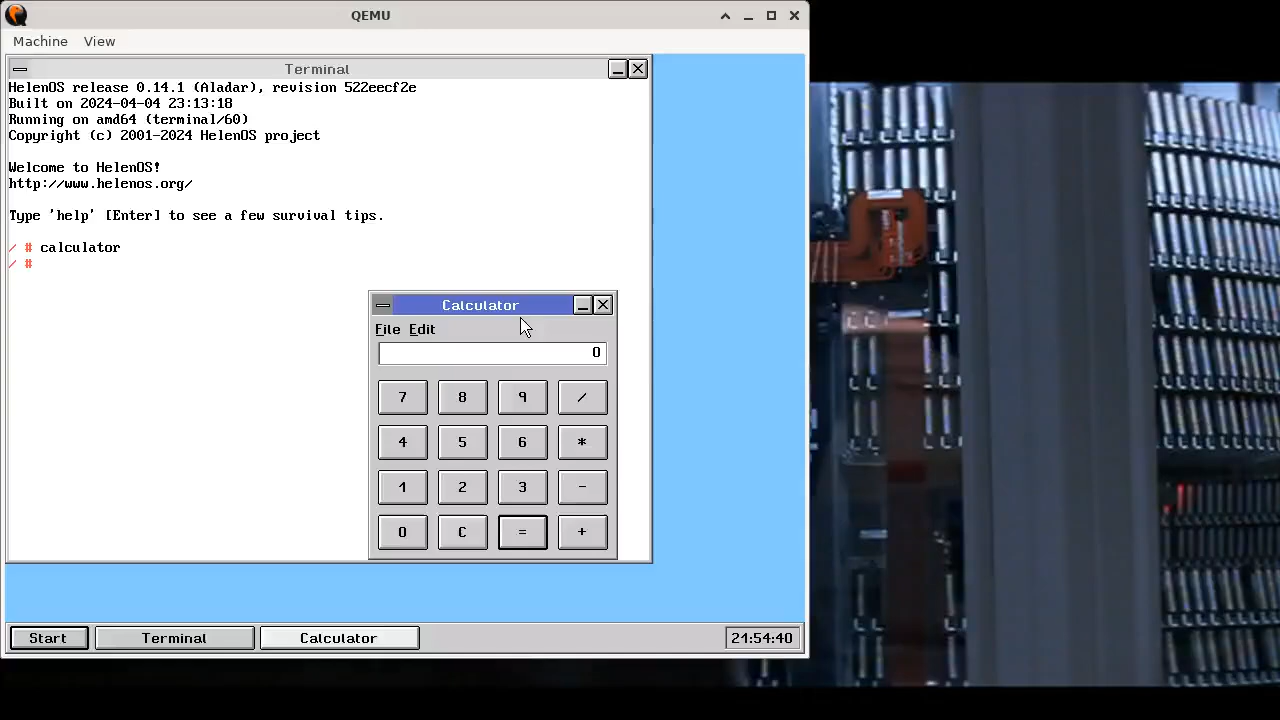 QEMU
Machine View
Terminal
HelenOS release 0.14.1 (Aladar), revision 522eecf2e
Built on 2024-04-04 23:13:18
Running on amd64 (terminal/60)
Copyright (c) 2001-2024 HelenOS project
Welcome to HelenOS!
http://www.helenos.org/
Type 'help' [Enter] to see a few survival tips.
/ # calculator
/ #
Calculator
File Edit
0
7 8 9 /
4 5 6 *
1 2 3 -
0 C = +
Start Terminal Calculator 21:54:40